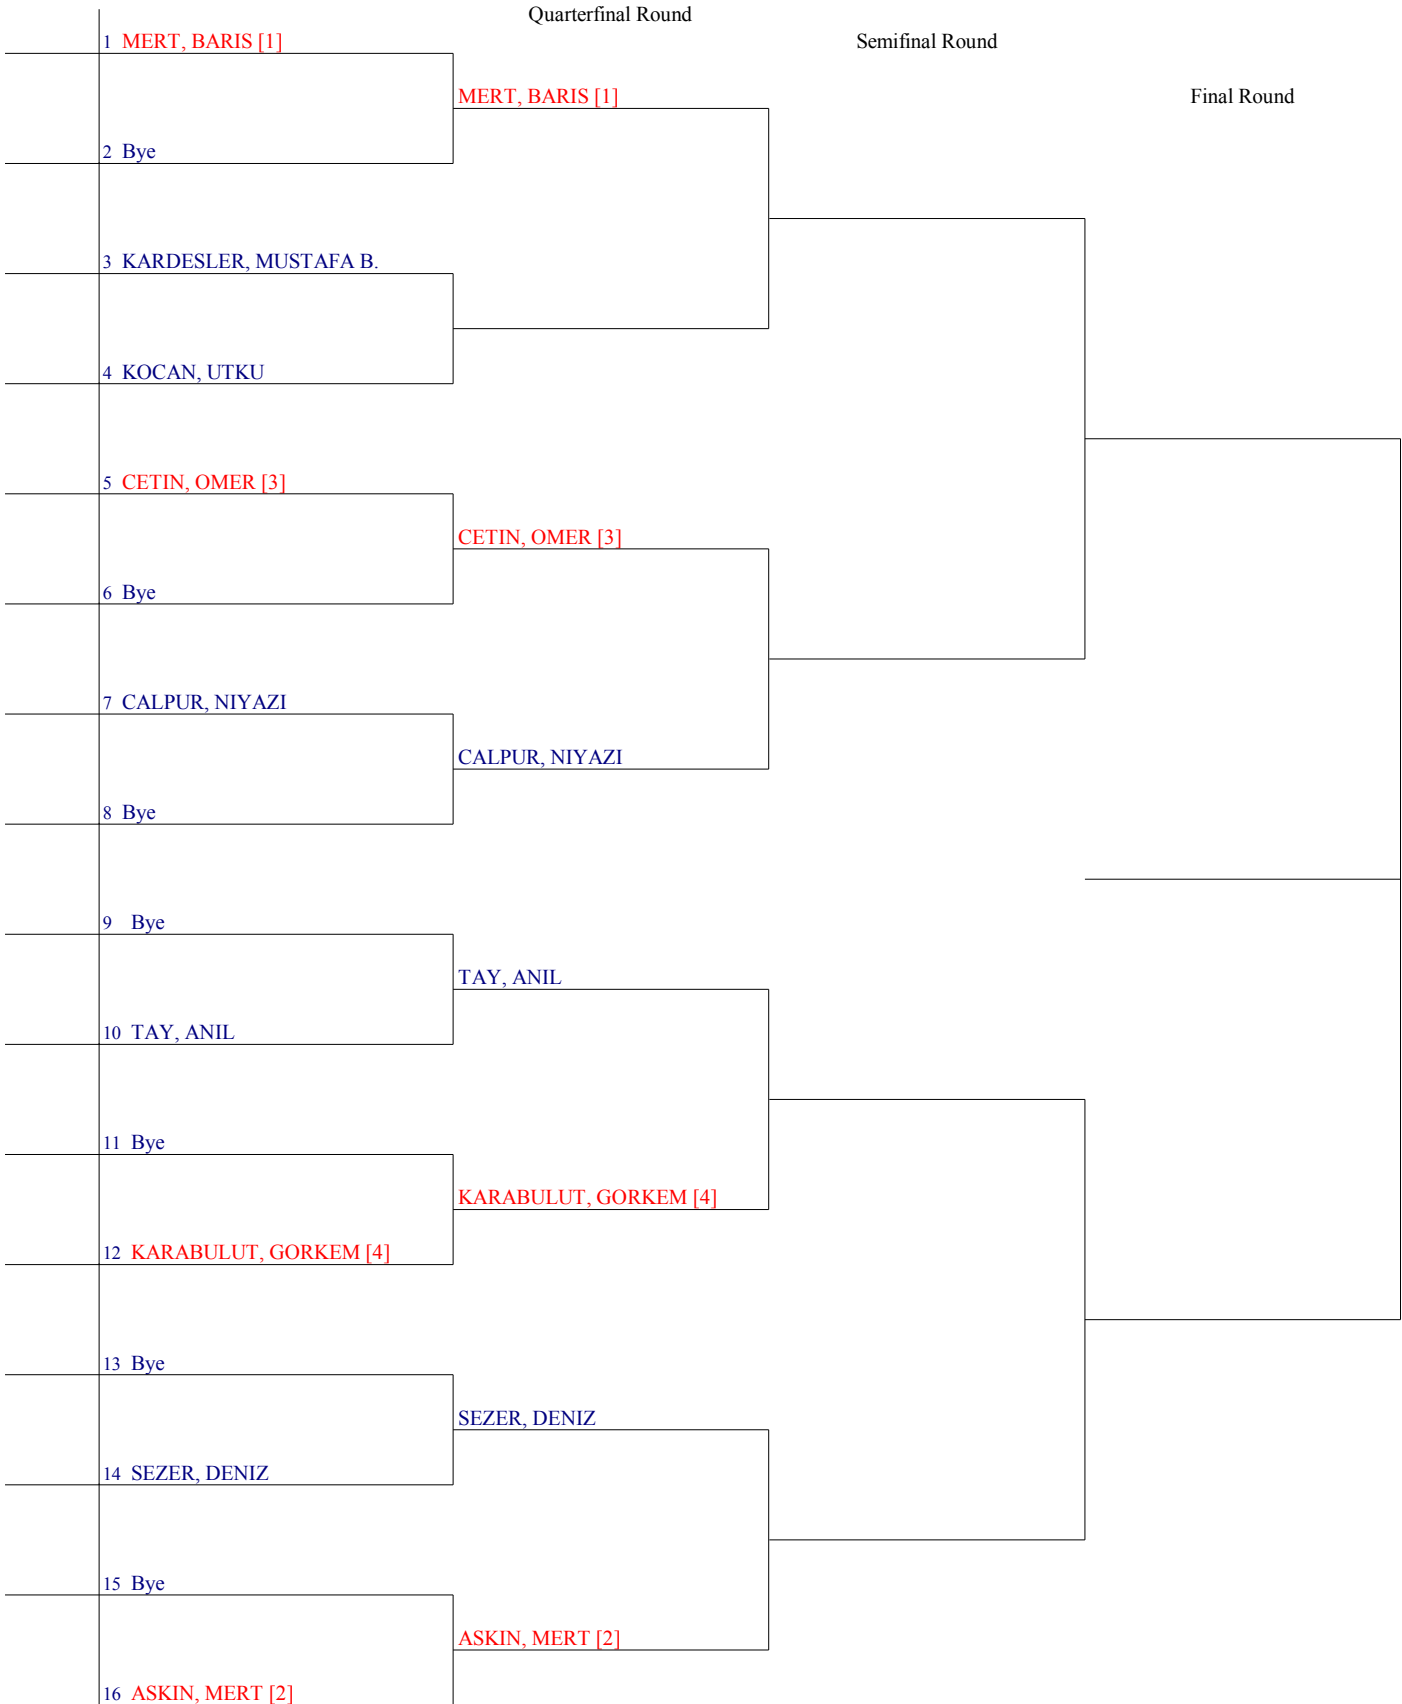 Quarterfinal Round
Semifinal Round
Final Round
1 MERT, BARIS [1]
MERT, BARIS [1]
2 Bye
3 KARDESLER, MUSTAFA B.
4 KOCAN, UTKU
5 CETIN, OMER [3]
CETIN, OMER [3]
6 Bye
7 CALPUR, NIYAZI
CALPUR, NIYAZI
8 Bye
9 Bye
TAY, ANIL
10 TAY, ANIL
11 Bye
KARABULUT, GORKEM [4]
12 KARABULUT, GORKEM [4]
13 Bye
SEZER, DENIZ
14 SEZER, DENIZ
15 Bye
ASKIN, MERT [2]
16 ASKIN, MERT [2]